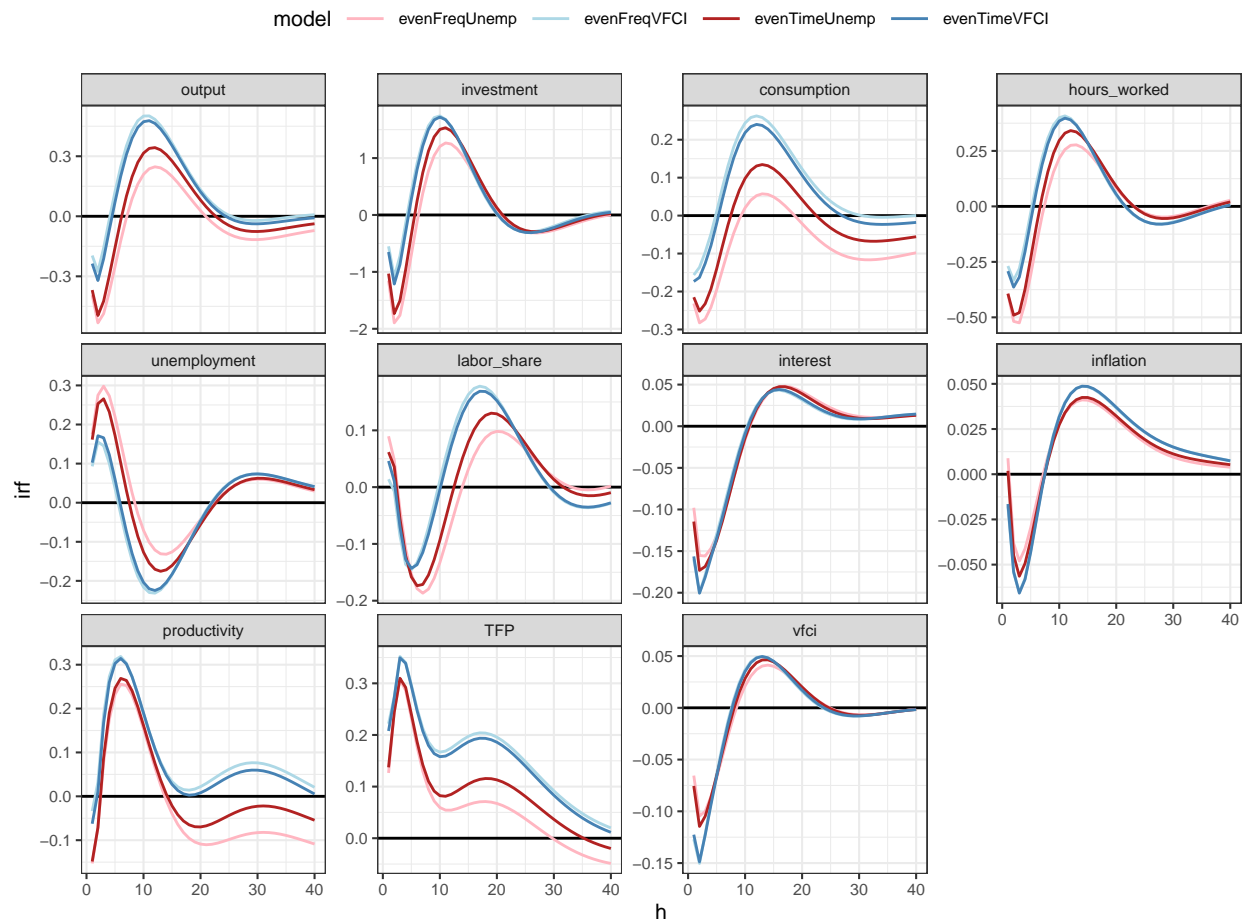 model evenFreqUnemp evenFreqVFCI evenTimeUnemp evenTimeVFCI
output investment consumption hours_worked
0.3 0.0 −0.3
1 0 −1 −2
0.2 0.1 0.0 −0.1 −0.2 −0.3
0.25 0.00 −0.25 −0.50
unemployment labor_share interest inflation
0.3 0.2 0.1 0.0 −0.1 −0.2
0.1 0.0 −0.1 −0.2
0.05 0.00 −0.05 −0.10 −0.15 −0.20
0.050 0.025 0.000 −0.025 −0.050
0 10 20 30 40
irf
productivity TFP vfci
0.3 0.2 0.1 0.0 −0.1
0.3 0.2 0.1 0.0
0.05 0.00 −0.05 −0.10 −0.15
0 10 20 30 40 0 10 20 30 40 0 10 20 30 40
h